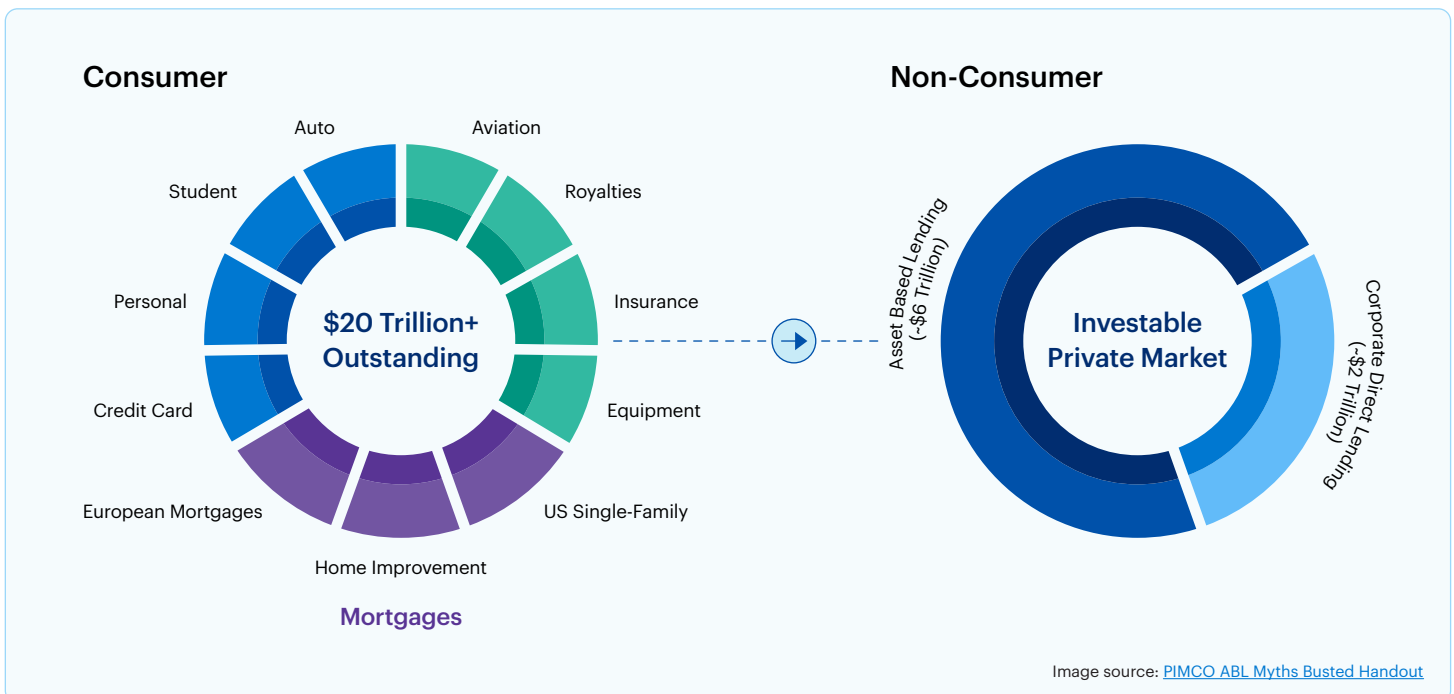 Consumer
Auto
Aviation
Student
Royalties
Personal
Insurance
Credit Card
Equipment
European Mortgages
US Single-Family
Home Improvement
Mortgages
$20 Trillion+
Outstanding
Non-Consumer
Asset Based Lending
(~$6 Trillion)
Investable
Private Market
Corporate Direct Lending
(~$2 Trillion)
Image source: PIMCO ABL Myths Busted Handout